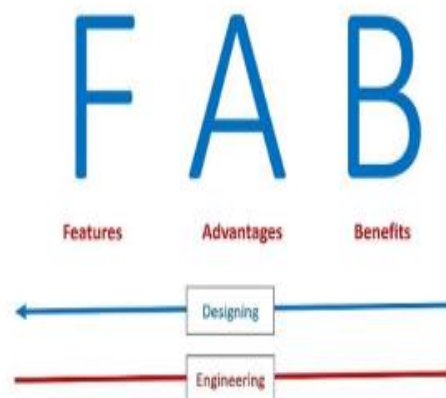 F A B
Features Advantages Benefits
Designing
Engineering